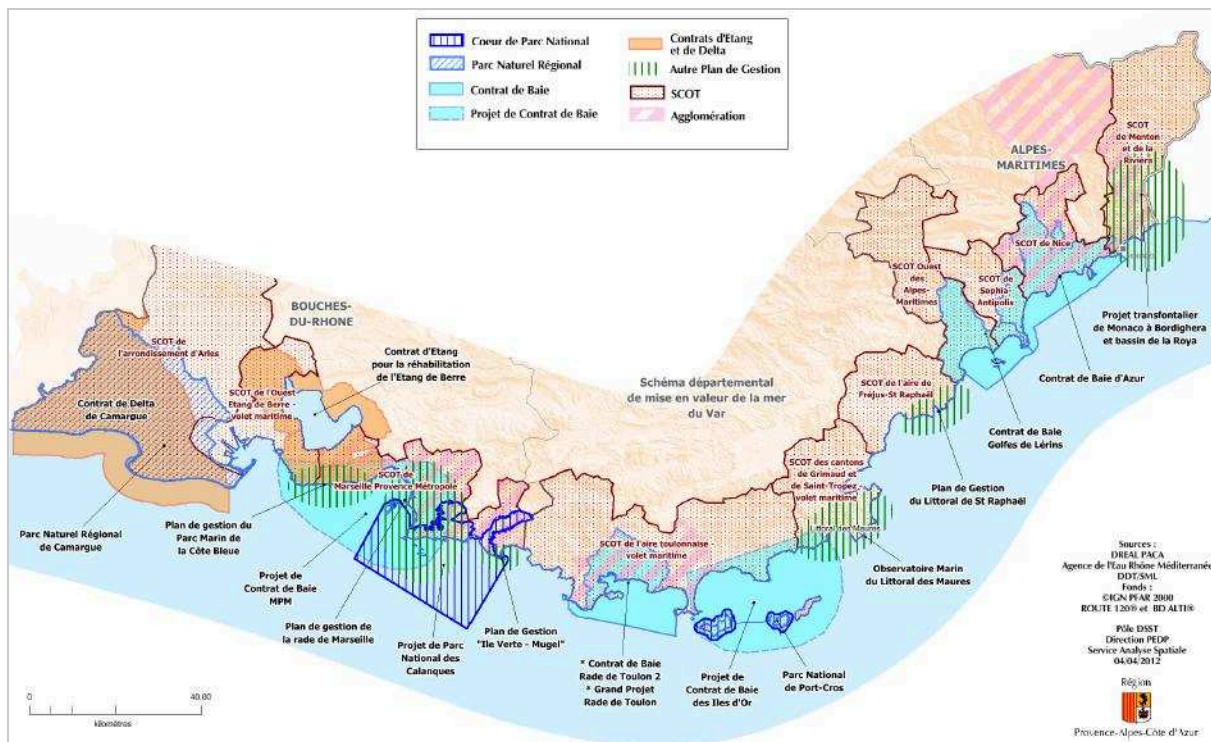 Coeur de Parc National
Parc Naturel Régional
Contrat de Baie
Projet de Contrat de Baie
Contrats d'Etang
et de Delta
Autre Plan de Gestion
SCOT
Agglomération
ALPES-
MARITIMES
SCOT
de Menton
et de la
Riviera
SCOT de Nice
SCOT Ouest
des
Alpes-
Maritimes
SCOT de
Sophia-
Antipolis
Projet transfontalier
de Monaco à Bordighera
et bassin de la Roya
Contrat de Baie d'Azur
Contrat de Baie
Golfes de Lérins
BOUCHES-
DU-RHONE
SCOT de
l'arrondissement d'Arles
Contrat d'Etang
pour la réhabilitation
de l'Etang de Berre
SCOT de l'Ouest
Etang de Berre -
volet maritime
Contrat de Delta
de Camargue
Schéma départemental
de mise en valeur de la mer
du Var
SCOT de l'aire de
Fréjus-St Raphaël
SCOT des cantons
de Grimaud et
de Saint-Tropez -
volet maritime
SCOT de
Marseille Provence Métropole
SCOT de l'aire toulonnaise -
volet maritime
Littoral des Maures
Plan de Gestion
du Littoral de St Raphaël
Observatoire Marin
du Littoral des Maures
Parc Naturel Régional
de Camargue
Plan de gestion du
Parc Marin de
la Côte Bleue
Projet de
Contrat de Baie
MPM
Plan de gestion de
la rade de Marseille
Projet de Parc
National des
Calanques
Plan de Gestion
"Ile Verte - Mugel"
* Contrat de Baie
Rade de Toulon 2
* Grand Projet
Rade de Toulon
Projet de
Contrat de Baie
des Iles d'Or
Parc National
de Port-Cros
Sources :
DREAL PACA
Agence de l'Eau Rhône Méditerranée
DDT/SML
Fonds :
©IGN PFAR 2000
ROUTE 120® et BD ALTI®
Pôle DSST
Direction PEDP
Service Analyse Spatiale
04/04/2012
Région
Provence-Alpes-Côte d'Azur
0 40,00
kilomètres